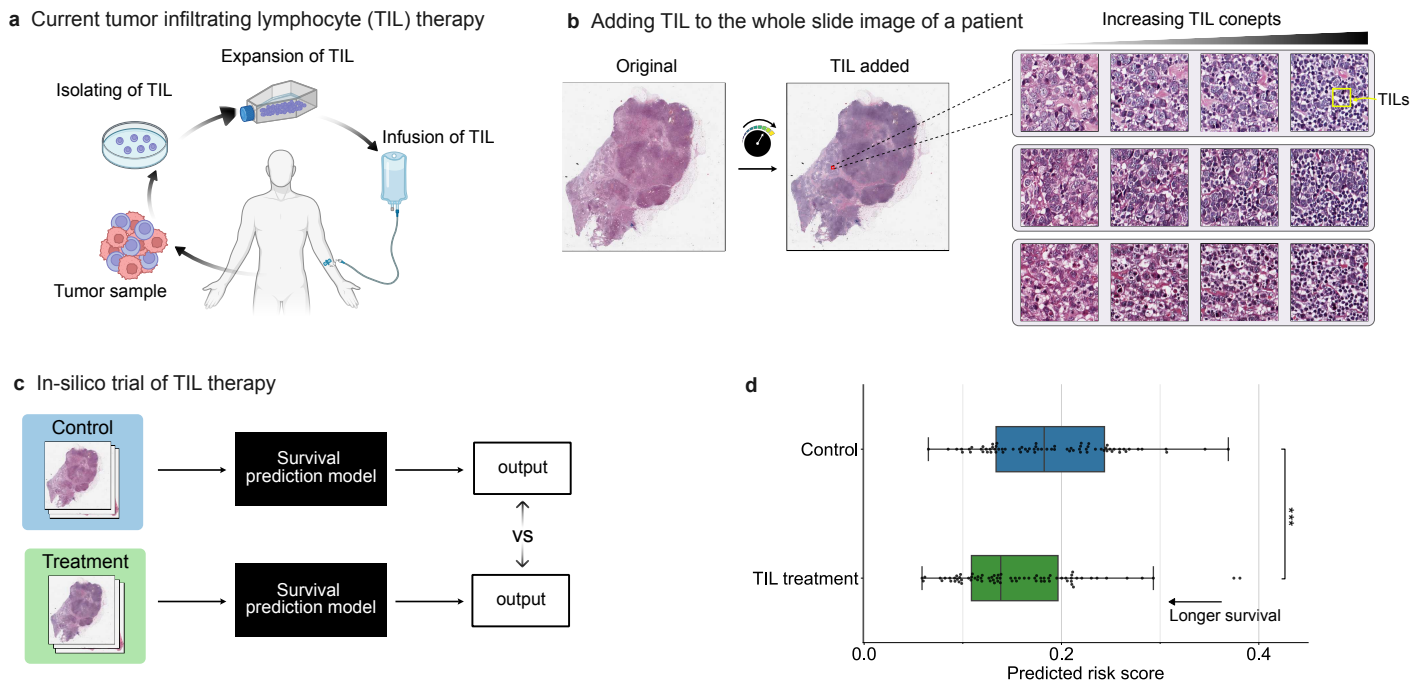 a Current tumor infiltrating lymphocyte (TIL) therapy
Expansion of TIL
Isolating of TIL
Infusion of TIL
Tumor sample
b Adding TIL to the whole slide image of a patient
Increasing TIL conepts
Original
TIL added
TILs
c In-silico trial of TIL therapy
Control
Survival
prediction model
output
vs
Treatment
Survival
prediction model
output
d
Control
TIL treatment
***
Longer survival
0.0
0.2
0.4
Predicted risk score